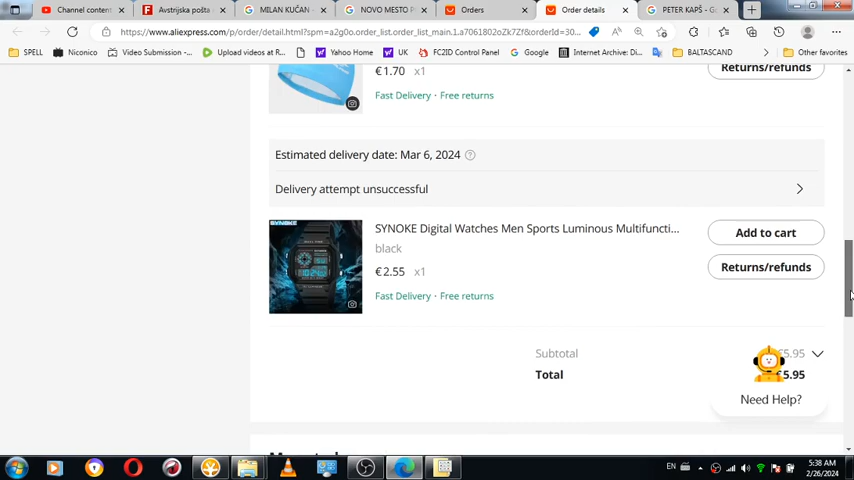 Channel content
Avstrijska pošta
MILAN KUČAN -
NOVO MESTO P
Orders
Order details
PETER KAPŠ - G
https://www.aliexpress.com/p/order/detail.html?spm=a2g0o.order_list.order_list_main.1.a7061802oZk7Zf&orderId=30...
SPELL
Niconico
Video Submission -...
Upload videos at R...
Yahoo Home
UK
FC2ID Control Panel
Google
Internet Archive: Di...
BALTASCAND
Other favorites
€1.70 x1
Returns/refunds
Fast Delivery · Free returns
Estimated delivery date: Mar 6, 2024 ?
Delivery attempt unsuccessful
SYNOKE
SYNOKE Digital Watches Men Sports Luminous Multifuncti...
Add to cart
black
€2.55 x1
Returns/refunds
Fast Delivery · Free returns
Subtotal
€5.95
Total
5.95
Need Help?
EN
5:38 AM
2/26/2024